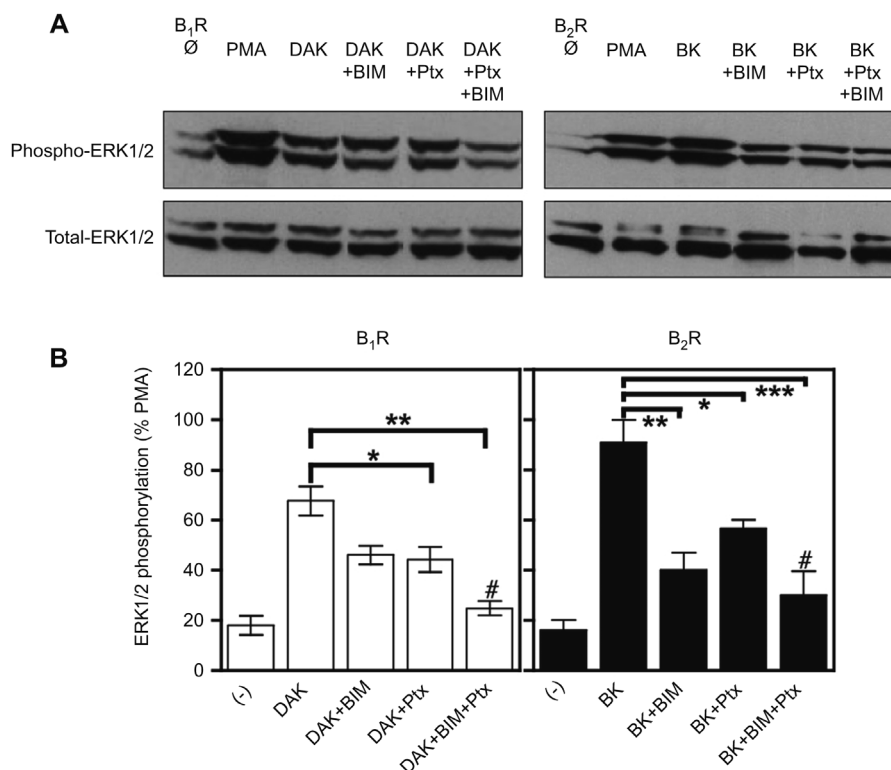 A
B₁R Ø PMA DAK DAK +BIM DAK +Ptx DAK +Ptx +BIM
B₂R Ø PMA BK BK +BIM BK +Ptx BK +Ptx +BIM
Phospho-ERK1/2
Total-ERK1/2
B
B₁R B₂R
ERK1/2 phosphorylation (% PMA)
120
100
80
60
40
20
0
** *
#
** * ***
#
(-) DAK DAK+BIM DAK+Ptx DAK+BIM+Ptx
(-) BK BK+BIM BK+Ptx BK+BIM+Ptx